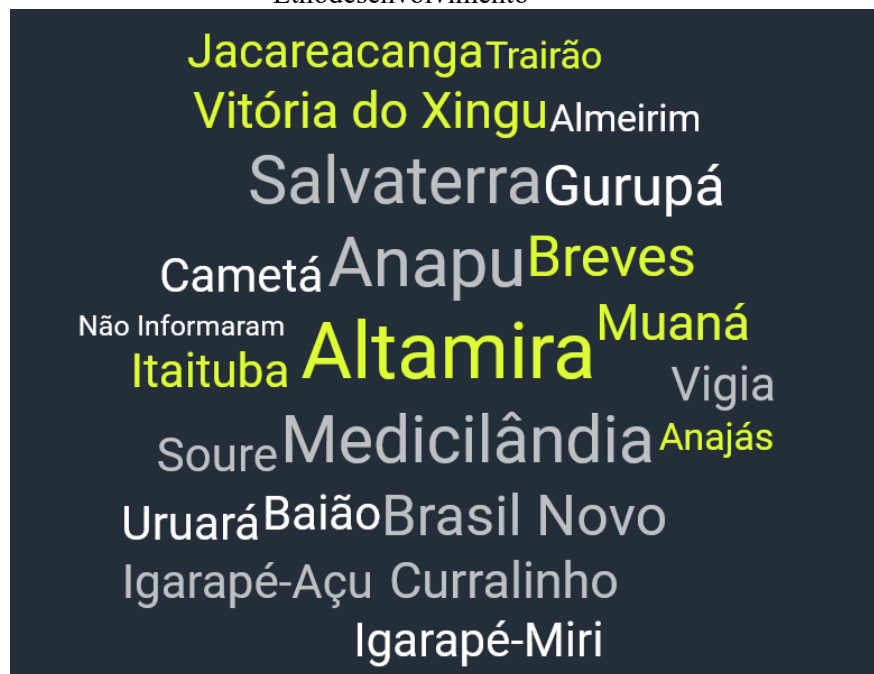 Etnodesenvolvimento
Jacareacanga Trairão
Vitória do Xingu Almeirim
Salvaterra Gurupá
Cametá Anapu Breves
Não Informaram Altamira Muaná
Itaituba Vigia
Soure Medicilândia Anajás
Uruará Baião Brasil Novo
Igarapé-Açu Curralinho
Igarapé-Miri